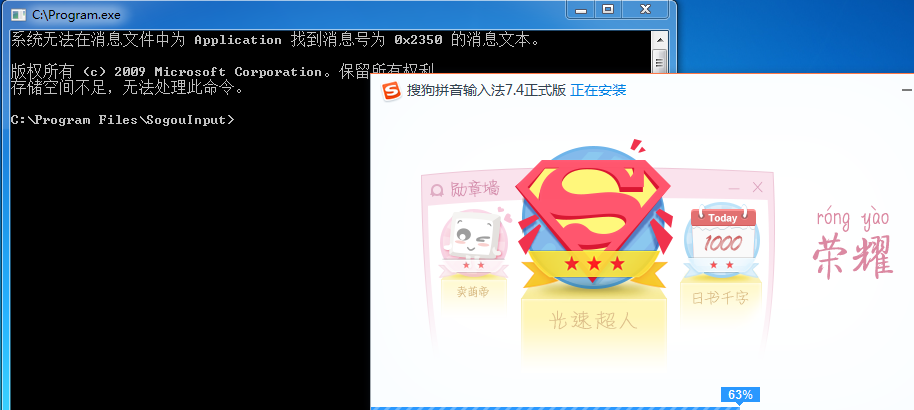 C:\Program.exe
系统无法在消息文件中为 Application 找到消息号为 0x2350 的消息文本。
版权所有 (c) 2009 Microsoft Corporation。保留所有权利
存储空间不足，无法处理此命令。
C:\Program Files\SogouInput>
搜狗拼音输入法7.4正式版 正在安装
勋章墙
Today
1000
卖萌帝
光速超人
日书千字
róng yào
荣耀
63%